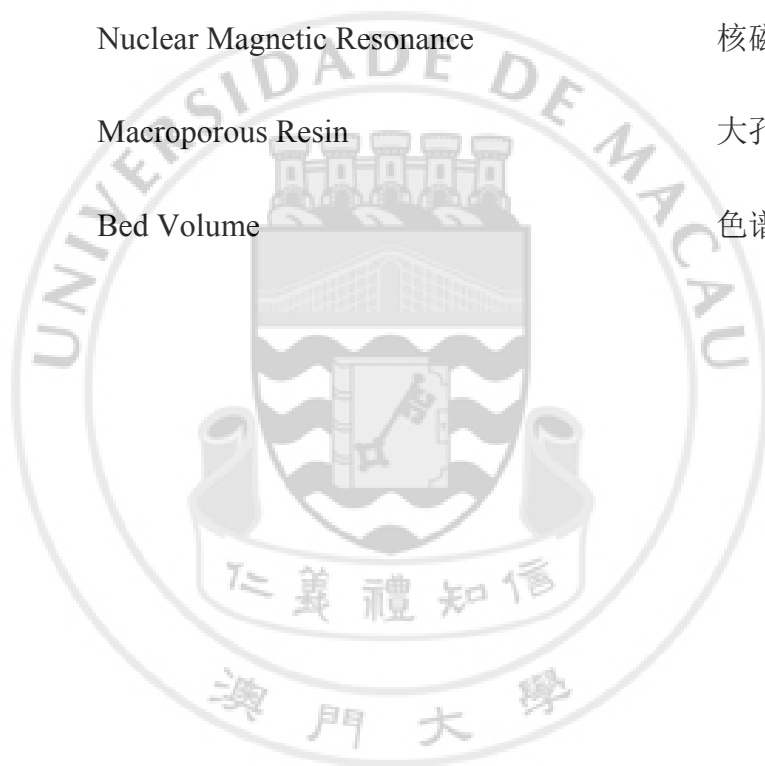 Nuclear Magnetic Resonance 核磁
Macroporous Resin 大孔
Bed Volume 色谱
UNIVERSIDADE DE MACAU
仁義禮知信
澳門大學